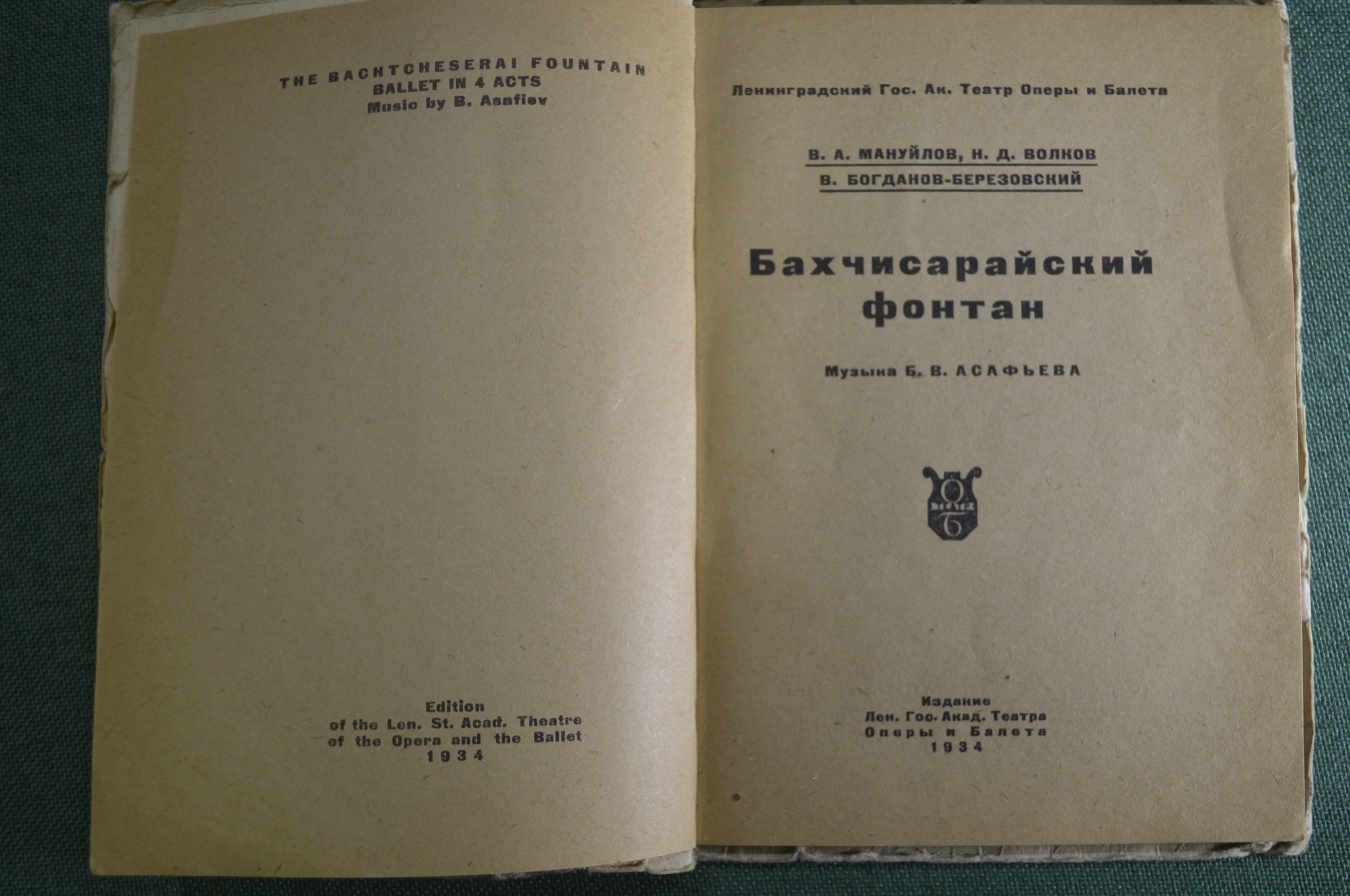 THE BACHTCHESERAI FOUNTAIN
BALLET IN 4 ACTS
Music by B. Asafiev
Edition
of the Len. St. Acad. Theatre
of the Opera and the Ballet
1934
Ленинградский Гос. Ак. Театр Оперы и Балета
В. А. МАНУЙЛОВ, Н. Д. ВОЛКОВ
В. БОГДАНОВ-БЕРЕЗОВСКИЙ
Бахчисарайский
фонтан
Музыка Б. В. АСАФЬЕВА
О
ТЕАТР
Б
Издание
Лен. Гос. Акад. Театра
Оперы и Балета
1934